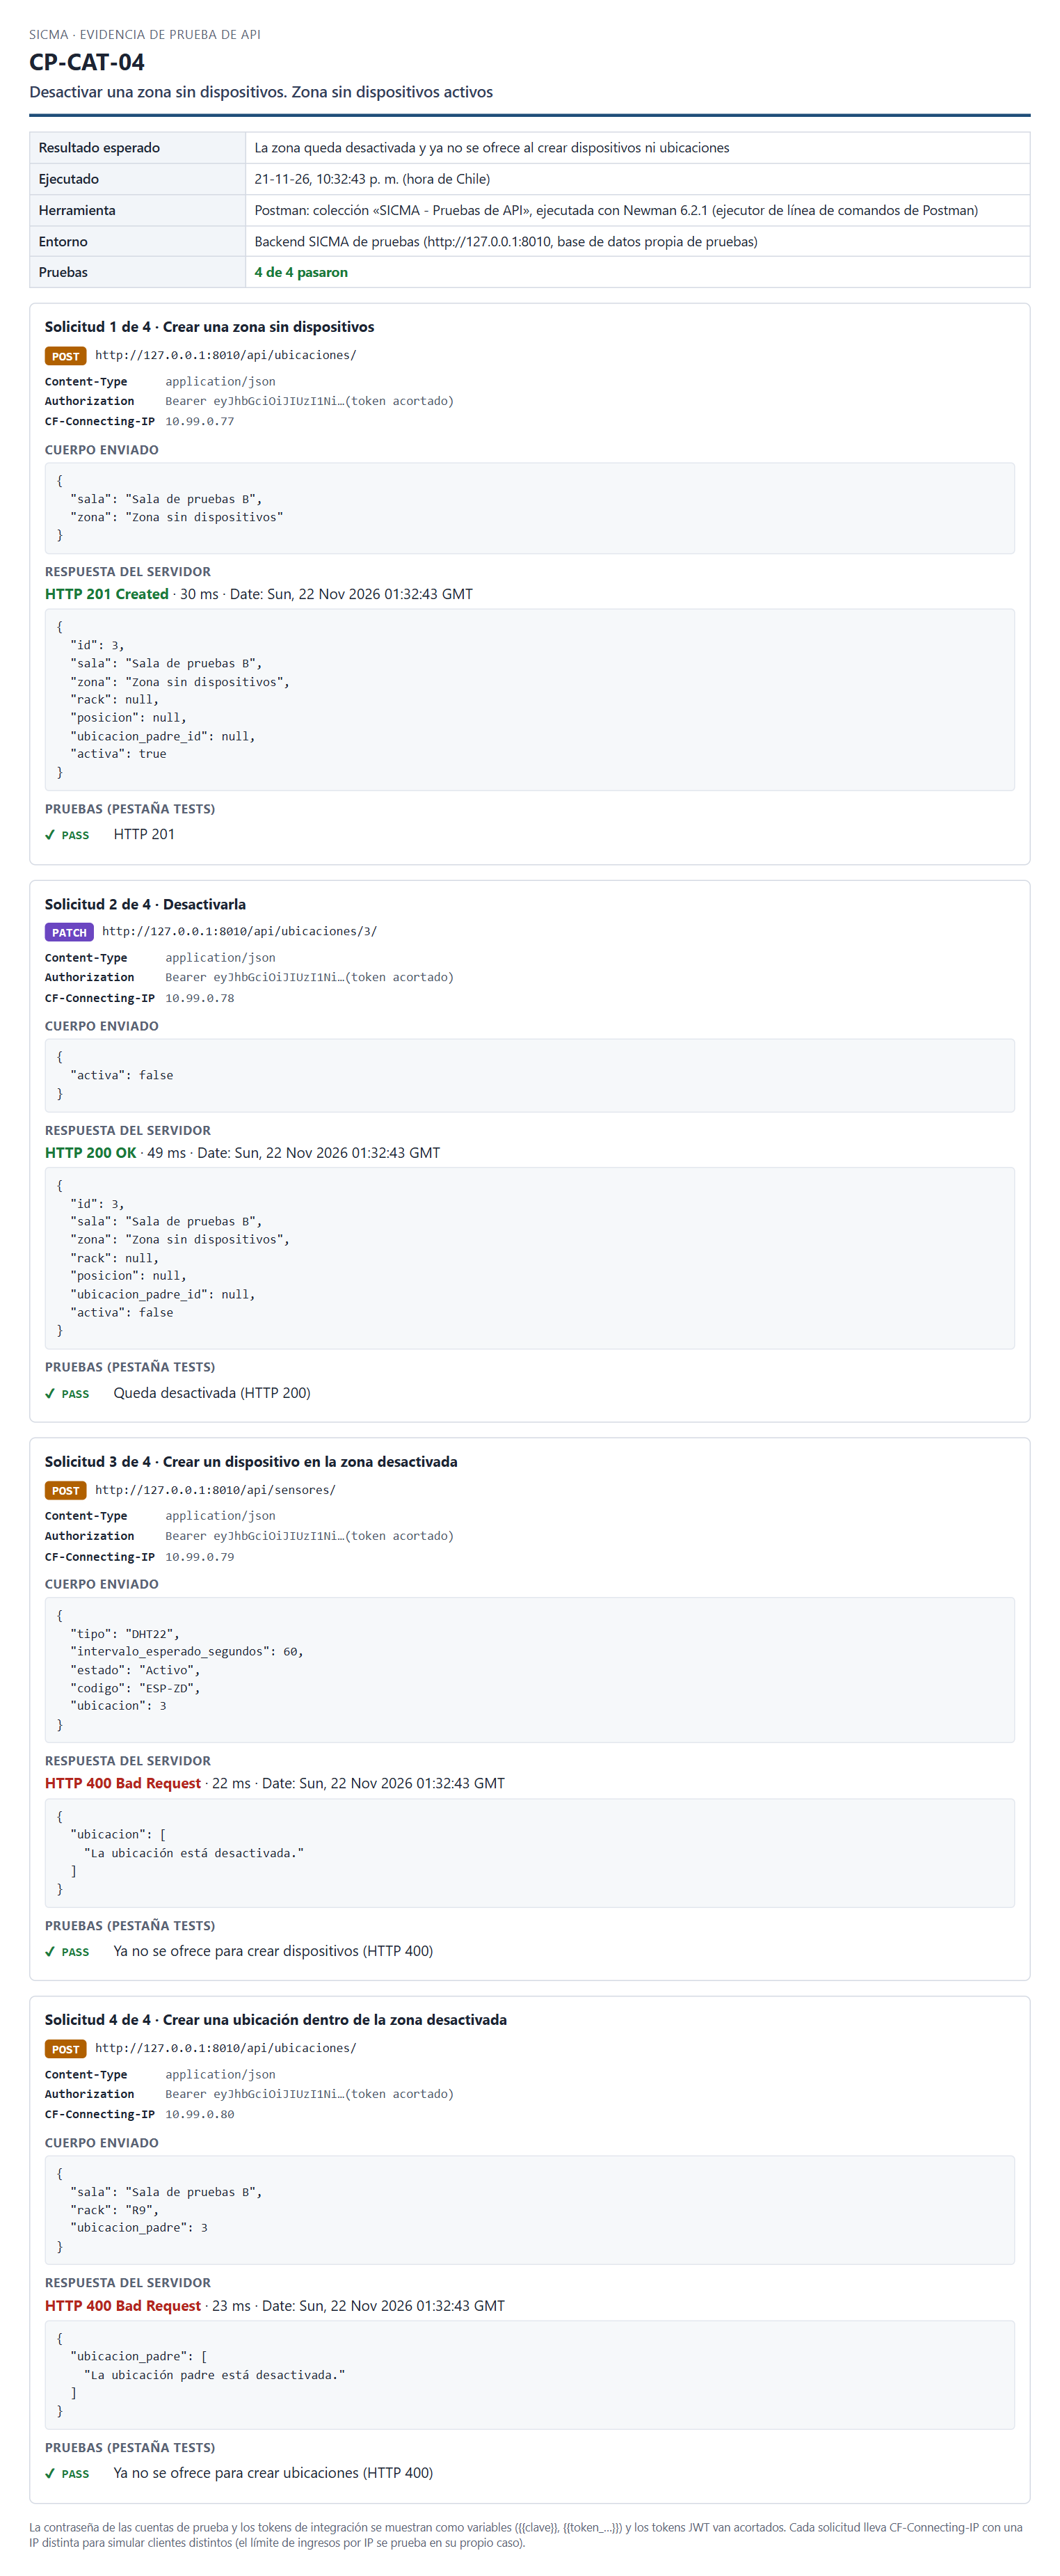 SICMA · EVIDENCIA DE PRUEBA DE API
CP-CAT-04
Desactivar una zona sin dispositivos. Zona sin dispositivos activos
Resultado esperado La zona queda desactivada y ya no se ofrece al crear dispositivos ni ubicaciones
Ejecutado 21-11-26, 10:32:43 p. m. (hora de Chile)
Herramienta Postman: colección «SICMA - Pruebas de API», ejecutada con Newman 6.2.1 (ejecutor de línea de comandos de Postman)
Entorno Backend SICMA de pruebas (http://127.0.0.1:8010, base de datos propia de pruebas)
Pruebas 4 de 4 pasaron
Solicitud 1 de 4 · Crear una zona sin dispositivos
POST http://127.0.0.1:8010/api/ubicaciones/
Content-Type application/json
Authorization Bearer eyJhbGciOiJIUzI1Ni…(token acortado)
CF-Connecting-IP 10.99.0.77
CUERPO ENVIADO
{
"sala": "Sala de pruebas B",
"zona": "Zona sin dispositivos"
}
RESPUESTA DEL SERVIDOR
HTTP 201 Created · 30 ms · Date: Sun, 22 Nov 2026 01:32:43 GMT
{
"id": 3,
"sala": "Sala de pruebas B",
"zona": "Zona sin dispositivos",
"rack": null,
"posicion": null,
"ubicacion_padre_id": null,
"activa": true
}
PRUEBAS (PESTAÑA TESTS)
✔ PASS HTTP 201
Solicitud 2 de 4 · Desactivarla
PATCH http://127.0.0.1:8010/api/ubicaciones/3/
Content-Type application/json
Authorization Bearer eyJhbGciOiJIUzI1Ni…(token acortado)
CF-Connecting-IP 10.99.0.78
CUERPO ENVIADO
{
"activa": false
}
RESPUESTA DEL SERVIDOR
HTTP 200 OK · 49 ms · Date: Sun, 22 Nov 2026 01:32:43 GMT
{
"id": 3,
"sala": "Sala de pruebas B",
"zona": "Zona sin dispositivos",
"rack": null,
"posicion": null,
"ubicacion_padre_id": null,
"activa": false
}
PRUEBAS (PESTAÑA TESTS)
✔ PASS Queda desactivada (HTTP 200)
Solicitud 3 de 4 · Crear un dispositivo en la zona desactivada
POST http://127.0.0.1:8010/api/sensores/
Content-Type application/json
Authorization Bearer eyJhbGciOiJIUzI1Ni…(token acortado)
CF-Connecting-IP 10.99.0.79
CUERPO ENVIADO
{
"tipo": "DHT22",
"intervalo_esperado_segundos": 60,
"estado": "Activo",
"codigo": "ESP-ZD",
"ubicacion": 3
}
RESPUESTA DEL SERVIDOR
HTTP 400 Bad Request · 22 ms · Date: Sun, 22 Nov 2026 01:32:43 GMT
{
"ubicacion": [
"La ubicación está desactivada."
]
}
PRUEBAS (PESTAÑA TESTS)
✔ PASS Ya no se ofrece para crear dispositivos (HTTP 400)
Solicitud 4 de 4 · Crear una ubicación dentro de la zona desactivada
POST http://127.0.0.1:8010/api/ubicaciones/
Content-Type application/json
Authorization Bearer eyJhbGciOiJIUzI1Ni…(token acortado)
CF-Connecting-IP 10.99.0.80
CUERPO ENVIADO
{
"sala": "Sala de pruebas B",
"rack": "R9",
"ubicacion_padre": 3
}
RESPUESTA DEL SERVIDOR
HTTP 400 Bad Request · 23 ms · Date: Sun, 22 Nov 2026 01:32:43 GMT
{
"ubicacion_padre": [
"La ubicación padre está desactivada."
]
}
PRUEBAS (PESTAÑA TESTS)
✔ PASS Ya no se ofrece para crear ubicaciones (HTTP 400)
La contraseña de las cuentas de prueba y los tokens de integración se muestran como variables ({{clave}}, {{token_...}}) y los tokens JWT van acortados. Cada solicitud lleva CF-Connecting-IP con una
IP distinta para simular clientes distintos (el límite de ingresos por IP se prueba en su propio caso).